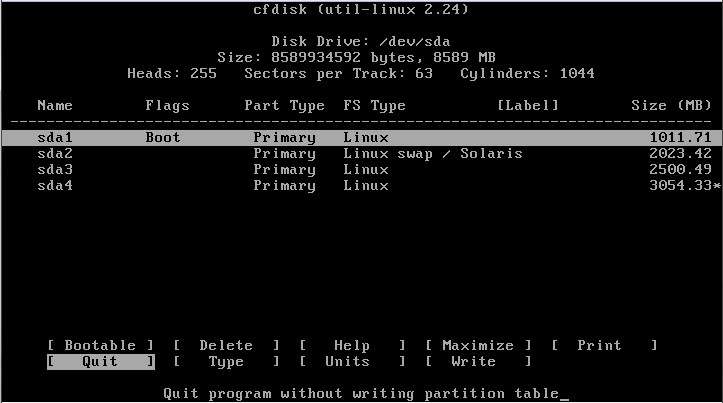 cfdisk (util-linux 2.24)
Disk Drive: /dev/sda
Size: 8589934592 bytes, 8589 MB
Heads: 255   Sectors per Track: 63   Cylinders: 1044
Name   Flags   Part Type   FS Type   [Label]   Size (MB)
sda1   Boot   Primary   Linux   1011.71
sda2   Primary   Linux swap / Solaris   2023.42
sda3   Primary   Linux   2500.49
sda4   Primary   Linux   3054.33*
[ Bootable ]   [ Delete ]   [ Help ]   [ Maximize ]   [ Print ]
[ Quit ]   [ Type ]   [ Units ]   [ Write ]
Quit program without writing partition table_